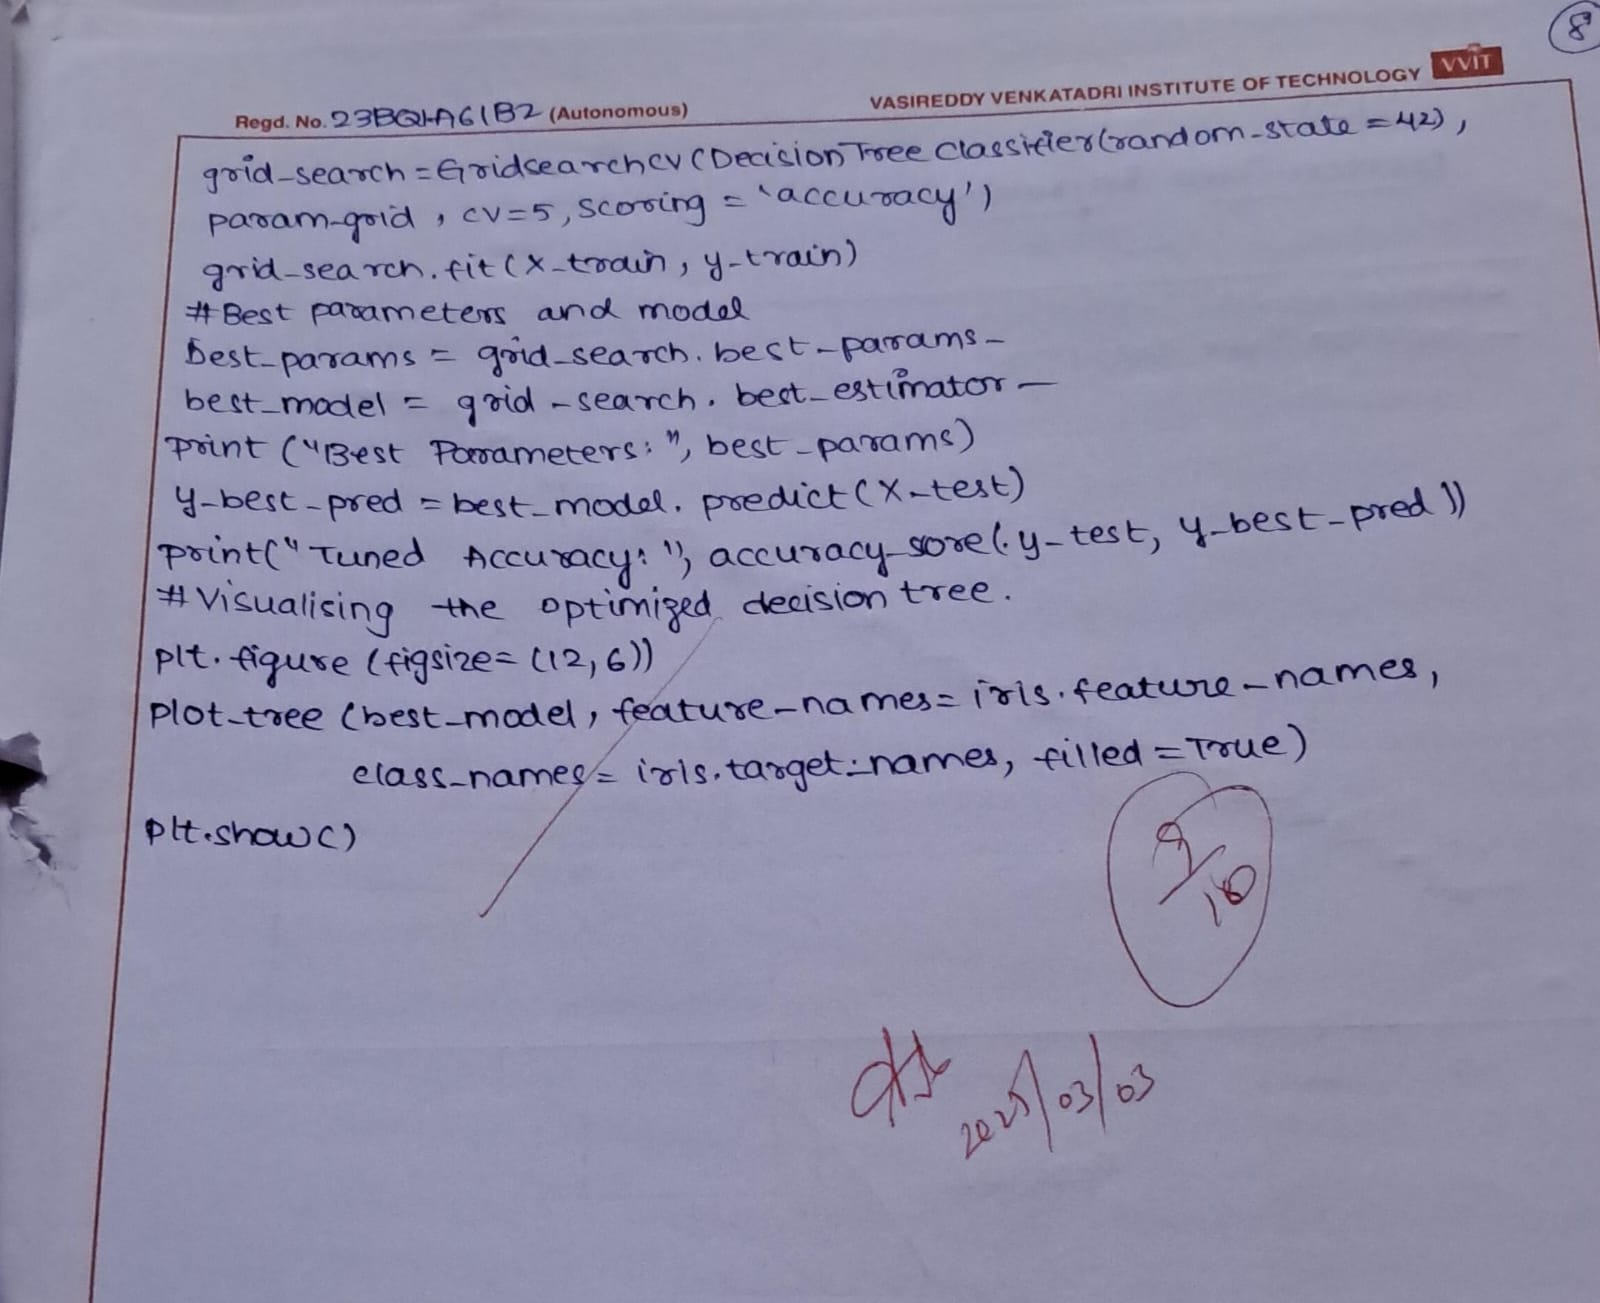 8
VVIT
VASIREDDY VENKATADRI INSTITUTE OF TECHNOLOGY
Regd. No. 23BQ1A61B2 (Autonomous)
grid_search = Gridsearchcv (Decision Tree Classifier(random_state = 42),
param_grid, cv=5, scoring = 'accuracy')
grid_search.fit (X_train, y_train)
# Best parameters and model
best_params = grid_search.best_params_
best_model = grid_search.best_estimator_
print ("Best Parameters:", best_params)
y_best_pred = best_model.predict(X_test)
print(" Tuned Accuracy:"), accuracy_sore(.y_test, y_best_pred))
# Visualising the optimized decision tree.
plt.figure (figsize= (12,6))
plot_tree (best_model, feature_names= iris.feature_names,
class_names= iris.target_names, filled = True)
plt.show()
9/10
2025/03/03